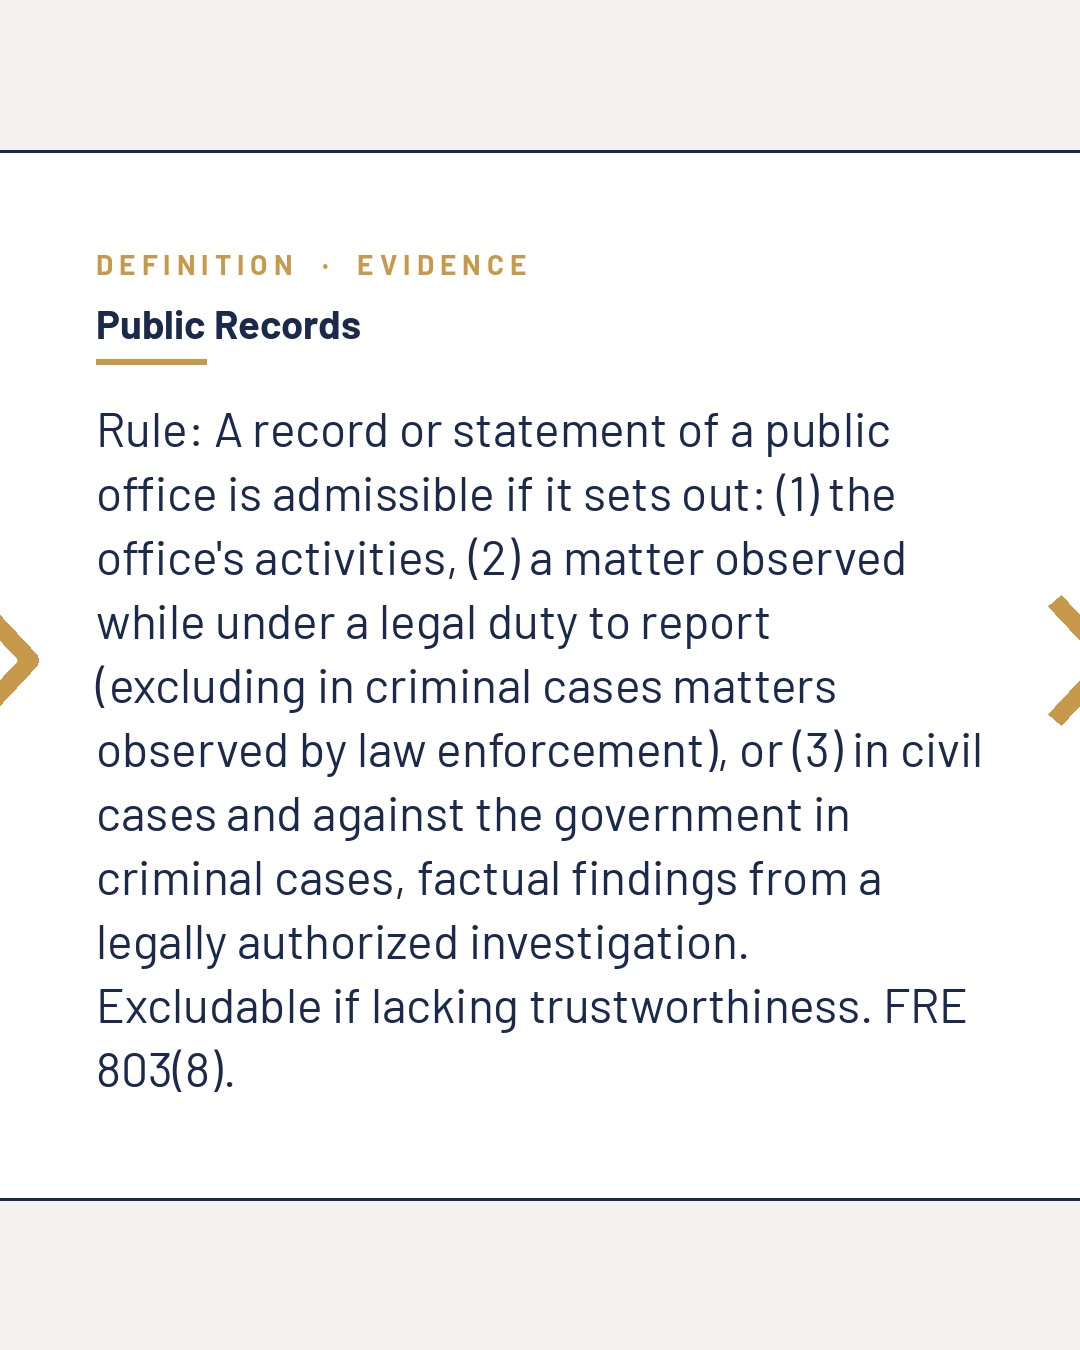 DEFINITION · EVIDENCE
Public Records
Rule: A record or statement of a public
office is admissible if it sets out: (1) the
office's activities, (2) a matter observed
while under a legal duty to report
(excluding in criminal cases matters
observed by law enforcement), or (3) in civil
cases and against the government in
criminal cases, factual findings from a
legally authorized investigation.
Excludable if lacking trustworthiness. FRE
803(8).